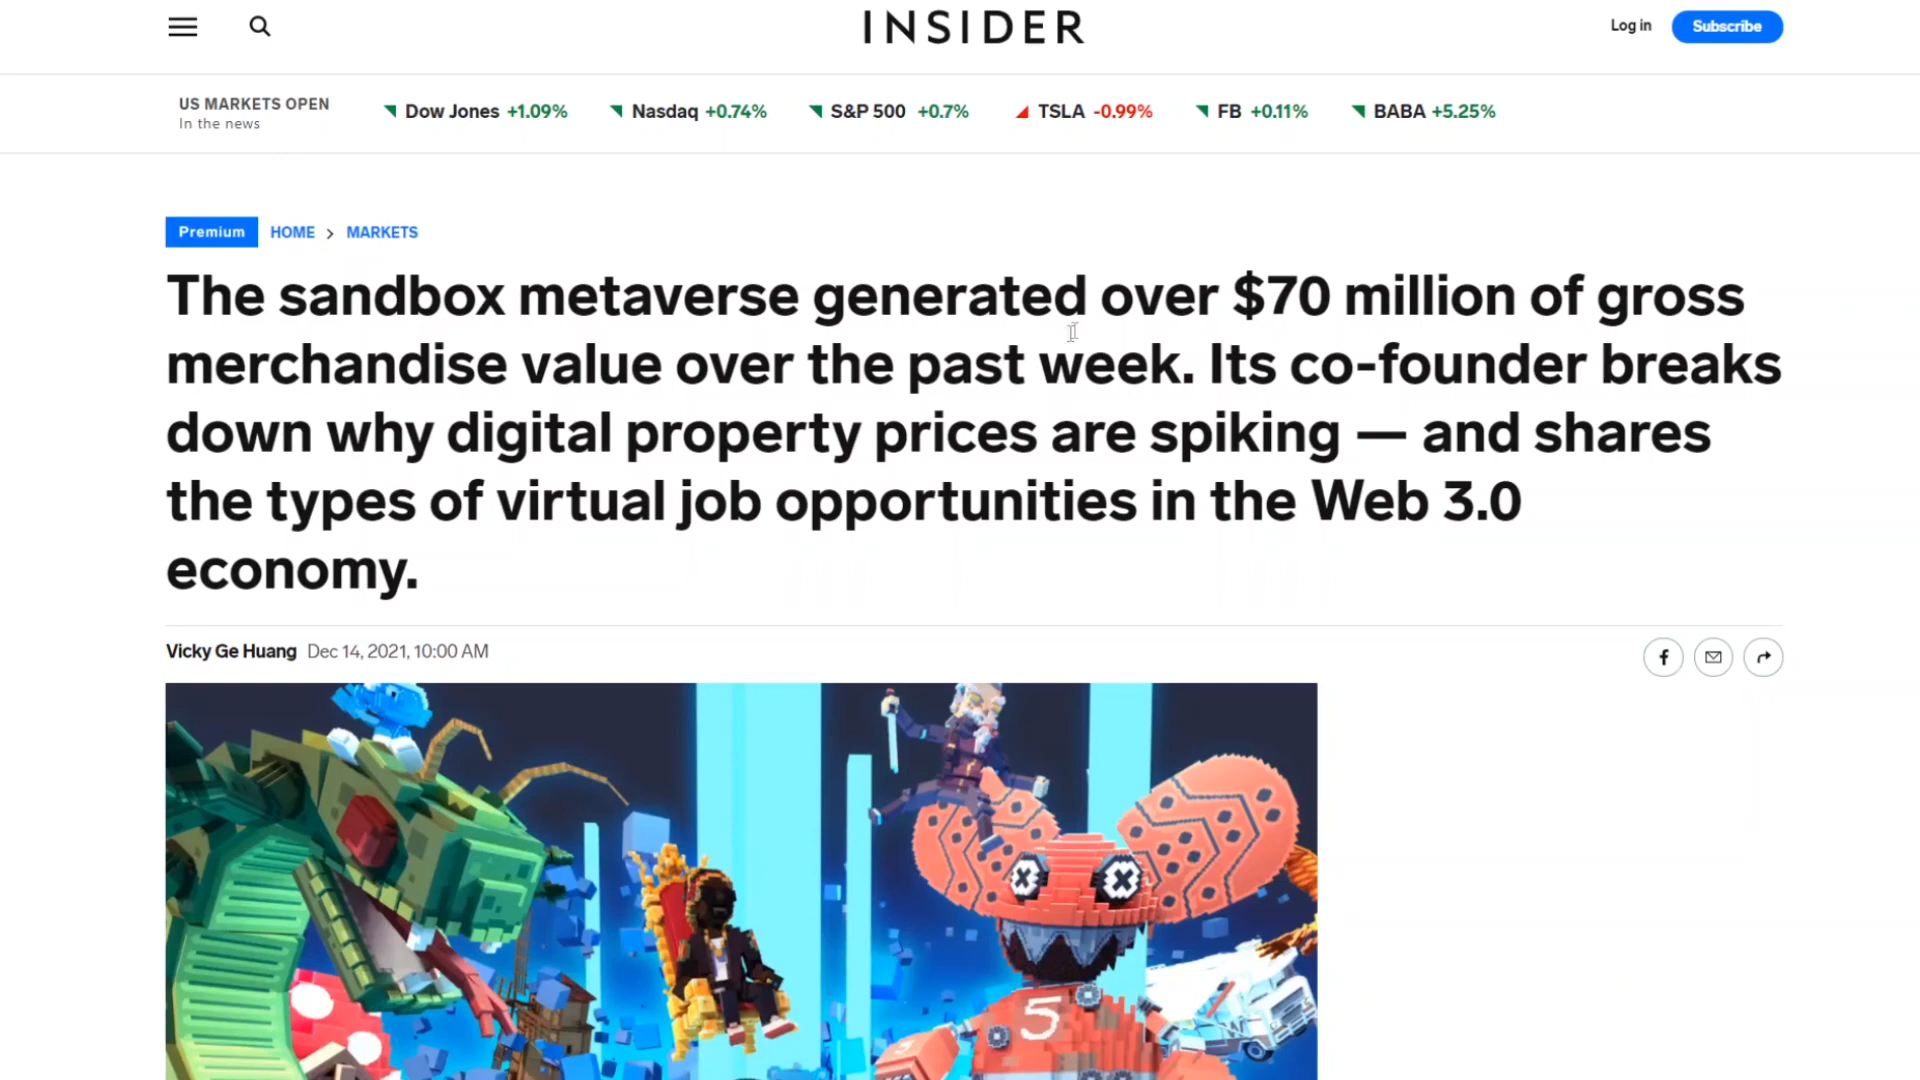 INSIDER
Log in
Subscribe
US MARKETS OPEN
In the news
Dow Jones +1.09%
Nasdaq +0.74%
S&P 500 +0.7%
TSLA -0.99%
FB +0.11%
BABA +5.25%
Premium
HOME > MARKETS
The sandbox metaverse generated over $70 million of gross
merchandise value over the past week. Its co-founder breaks
down why digital property prices are spiking — and shares
the types of virtual job opportunities in the Web 3.0
economy.
Vicky Ge Huang Dec 14, 2021, 10:00 AM
5